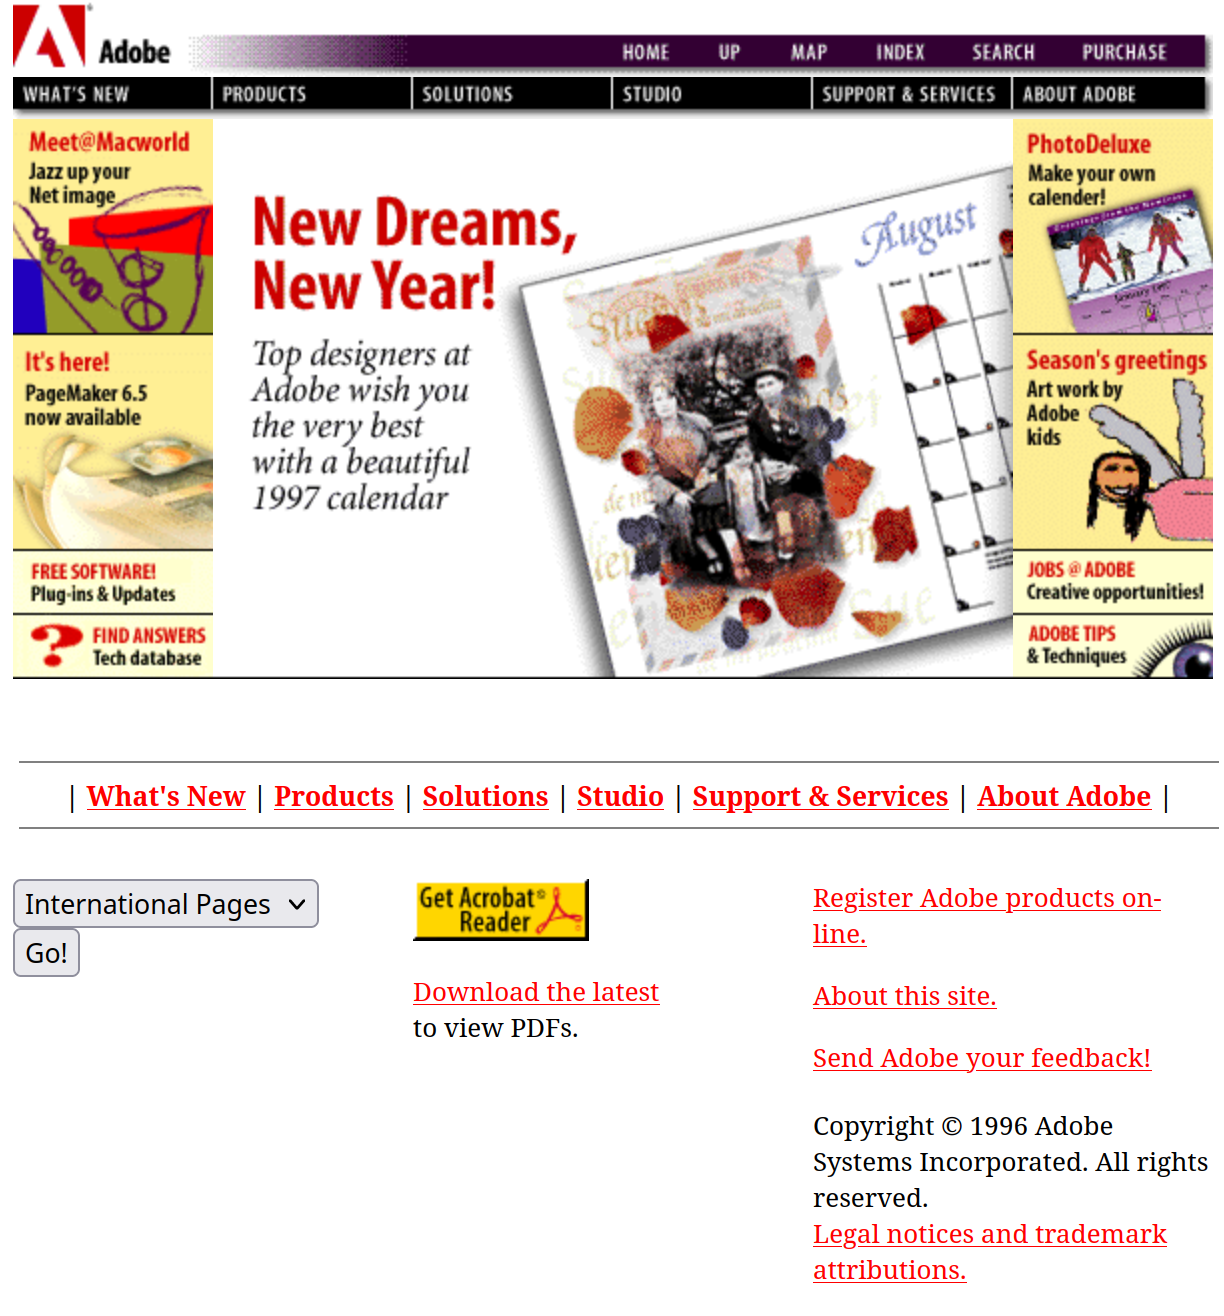 Adobe
HOME UP MAP INDEX SEARCH PURCHASE
WHAT'S NEW PRODUCTS SOLUTIONS STUDIO SUPPORT & SERVICES ABOUT ADOBE
Meet@Macworld
Jazz up your
Net image
It's here!
PageMaker 6.5
now available
FREE SOFTWARE!
Plug-ins & Updates
FIND ANSWERS
Tech database
New Dreams,
New Year!
Top designers at
Adobe wish you
the very best
with a beautiful
1997 calendar
August
PhotoDeluxe
Make your own
calender!
January 1997
Season's greetings
Art work by
Adobe
kids
JOBS @ ADOBE
Creative opportunities!
ADOBE TIPS
& Techniques
| What's New | Products | Solutions | Studio | Support & Services | About Adobe |
International Pages
Go!
Get Acrobat
Reader
Download the latest
to view PDFs.
Register Adobe products on-
line.
About this site.
Send Adobe your feedback!
Copyright © 1996 Adobe
Systems Incorporated. All rights
reserved.
Legal notices and trademark
attributions.